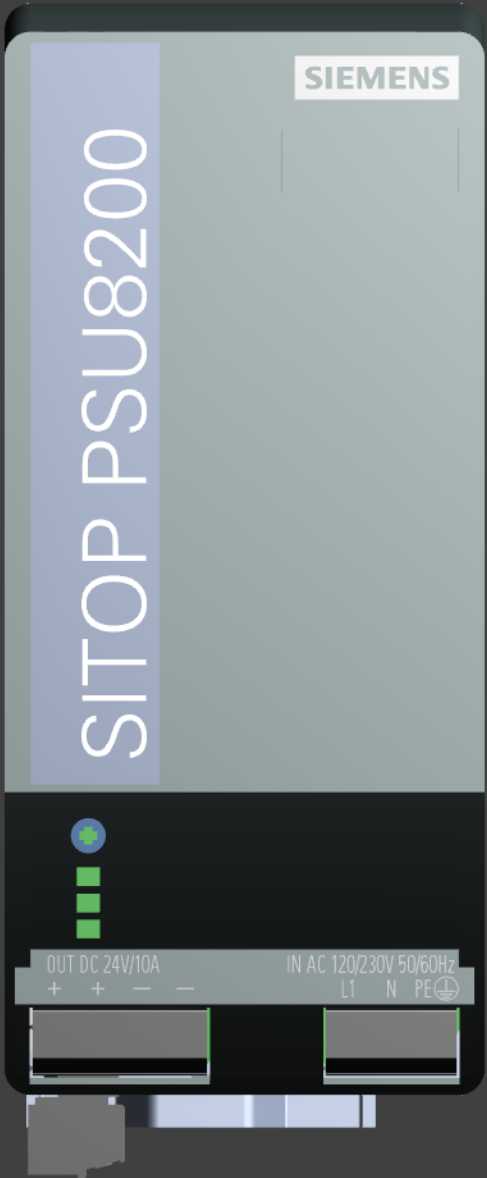 SIEMENS
SITOP PSU8200
OUT DC 24V/10A
+ + — —
IN AC 120/230V 50/60Hz
L1 N PE